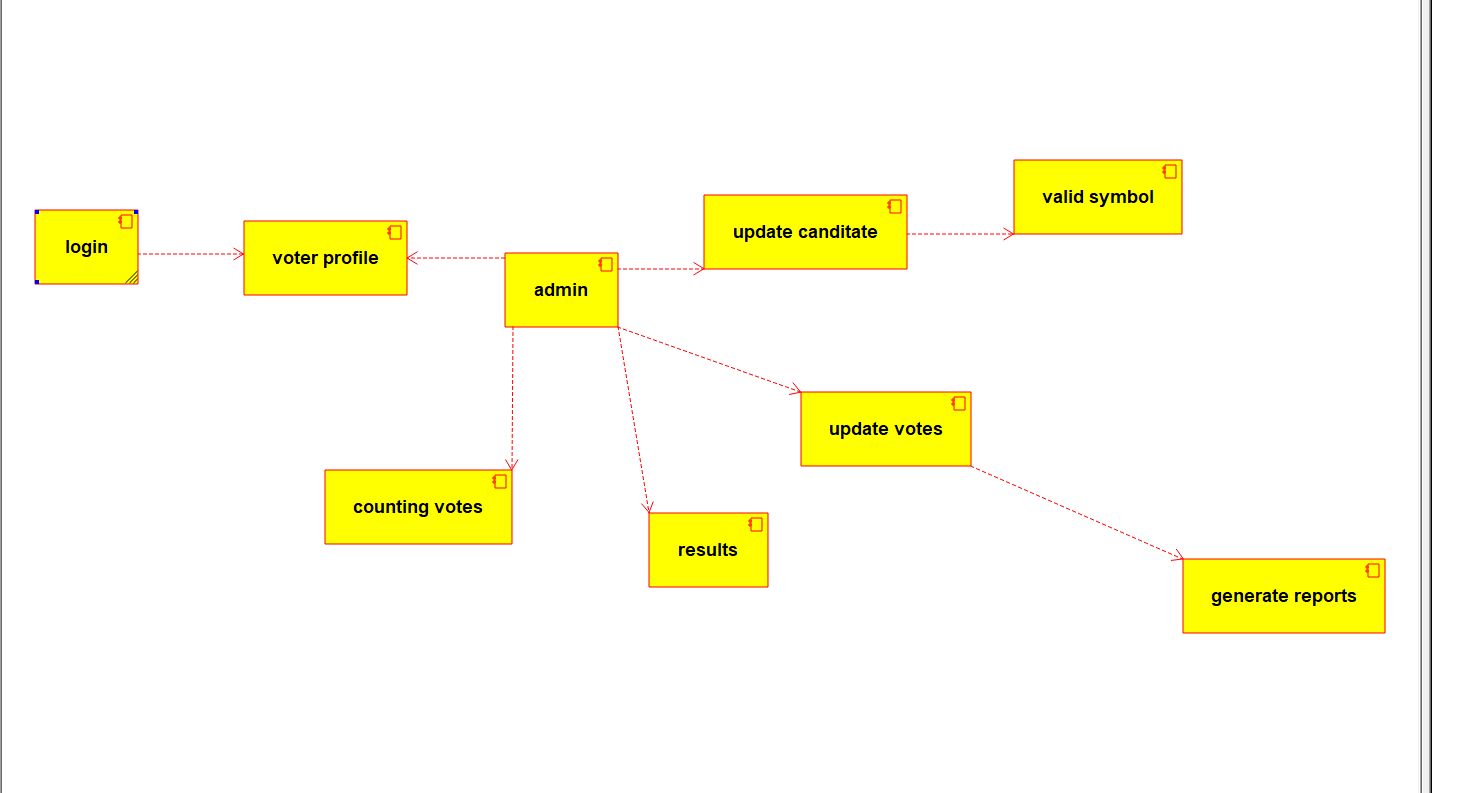 login
voter profile
admin
update canditate
valid symbol
update votes
counting votes
results
generate reports